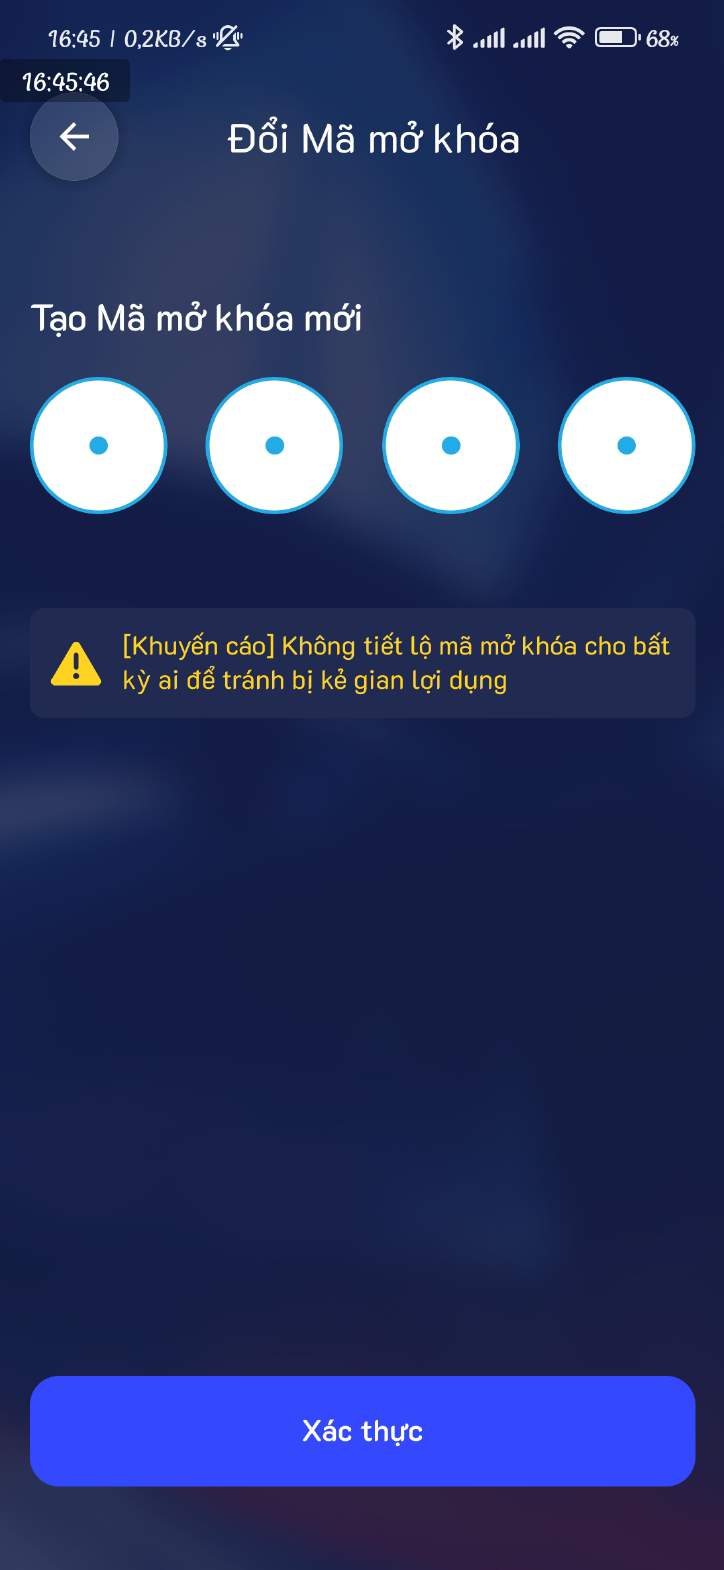 16:45 | 0,2KB/s
68%
16:45:46
Đổi Mã mở khóa
Tạo Mã mở khóa mới
[Khuyến cáo] Không tiết lộ mã mở khóa cho bất
kỳ ai để tránh bị kẻ gian lợi dụng
Xác thực